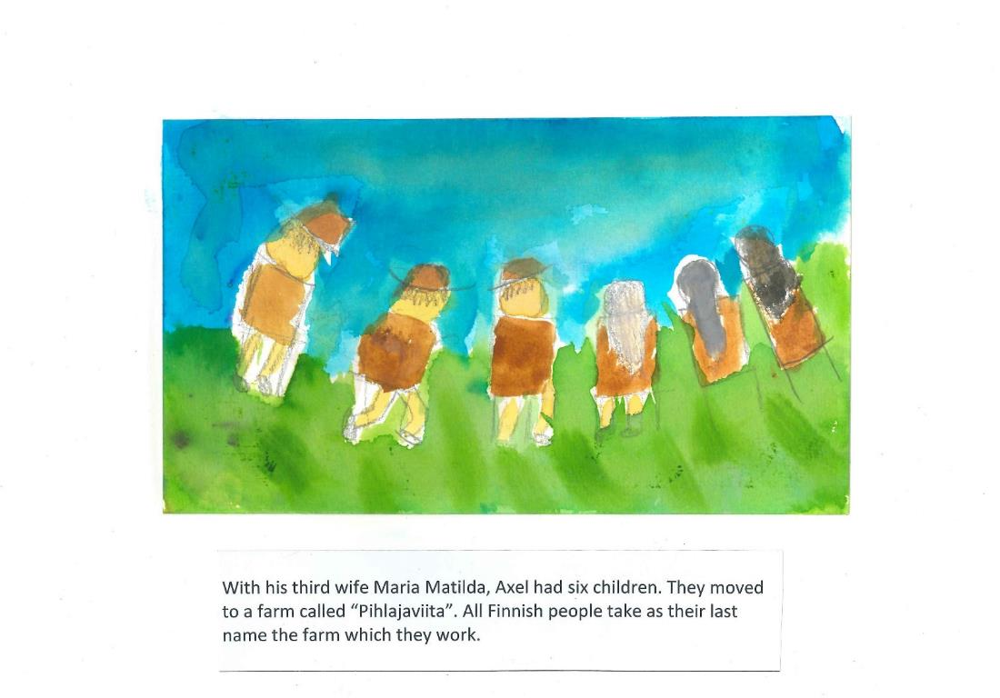 With his third wife Maria Matilda, Axel had six children. They moved
to a farm called “Pihlajaviita”. All Finnish people take as their last
name the farm which they work.